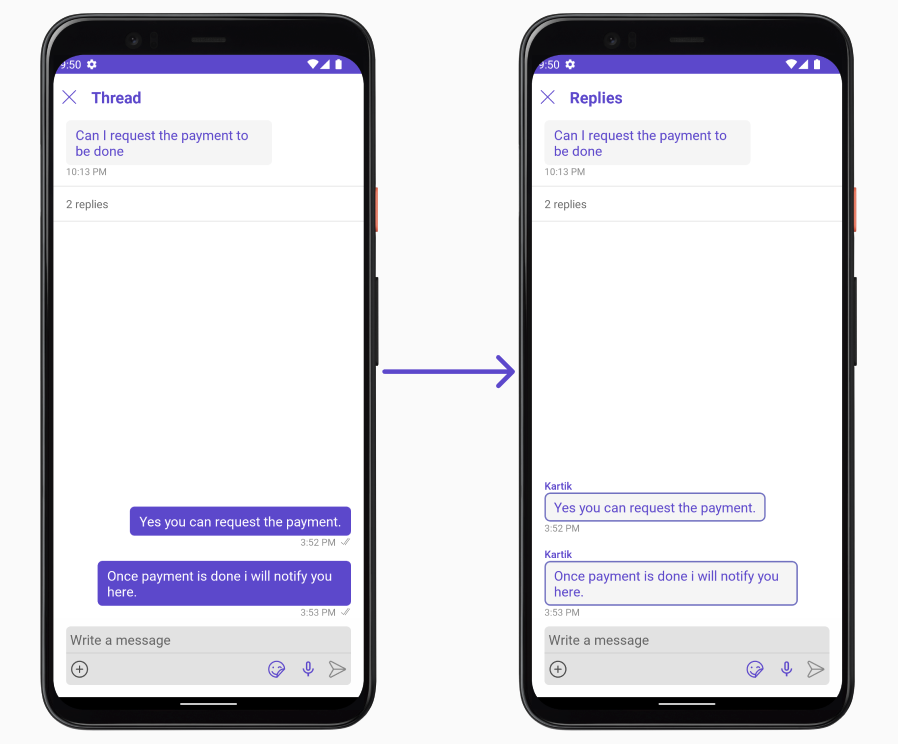 9:50
Thread
Can I request the payment to
be done
10:13 PM
2 replies
Yes you can request the payment.
3:52 PM
Once payment is done i will notify you
here.
3:53 PM
Write a message
9:50
Replies
Can I request the payment to
be done
10:13 PM
2 replies
Kartik
Yes you can request the payment.
3:52 PM
Kartik
Once payment is done i will notify you
here.
3:53 PM
Write a message